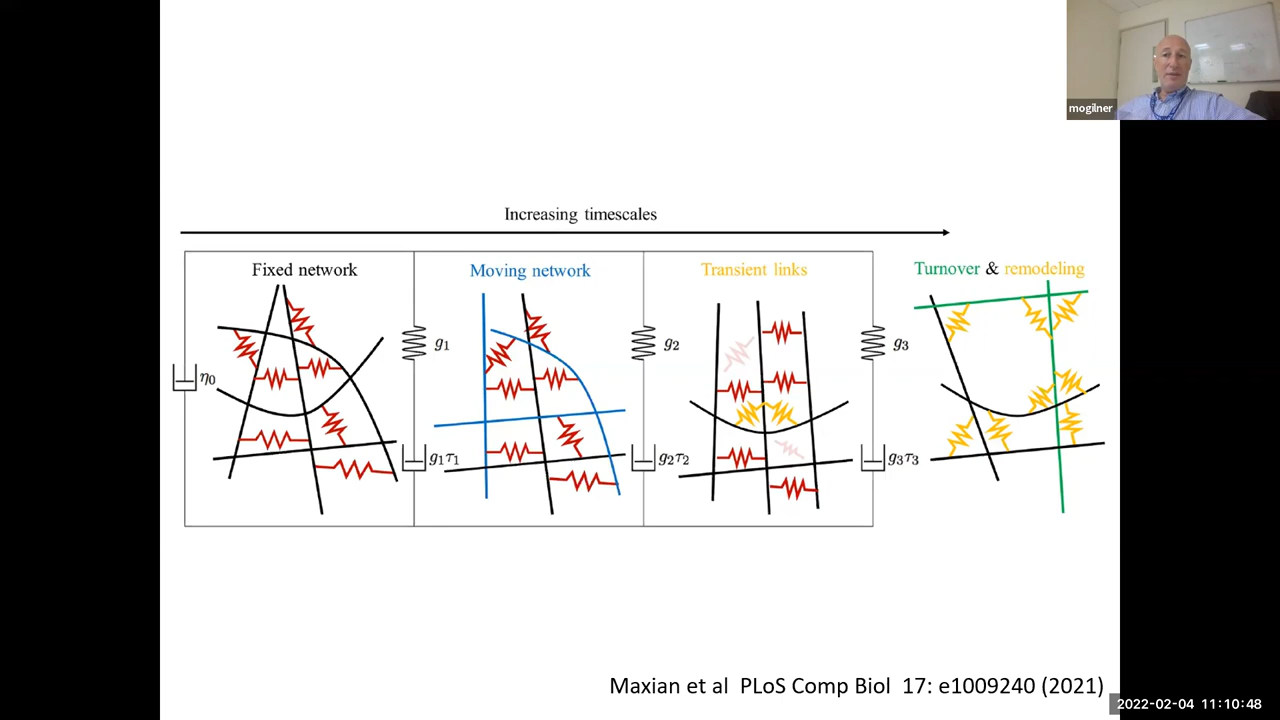 mogilner
Increasing timescales
Fixed network
Moving network
Transient links
Turnover & remodeling
g₁
g₂
g₃
η₀
g₁τ₁
g₂τ₂
g₃τ₃
Maxian et al PLoS Comp Biol 17: e1009240 (2021)
2022-02-04 11:10:48